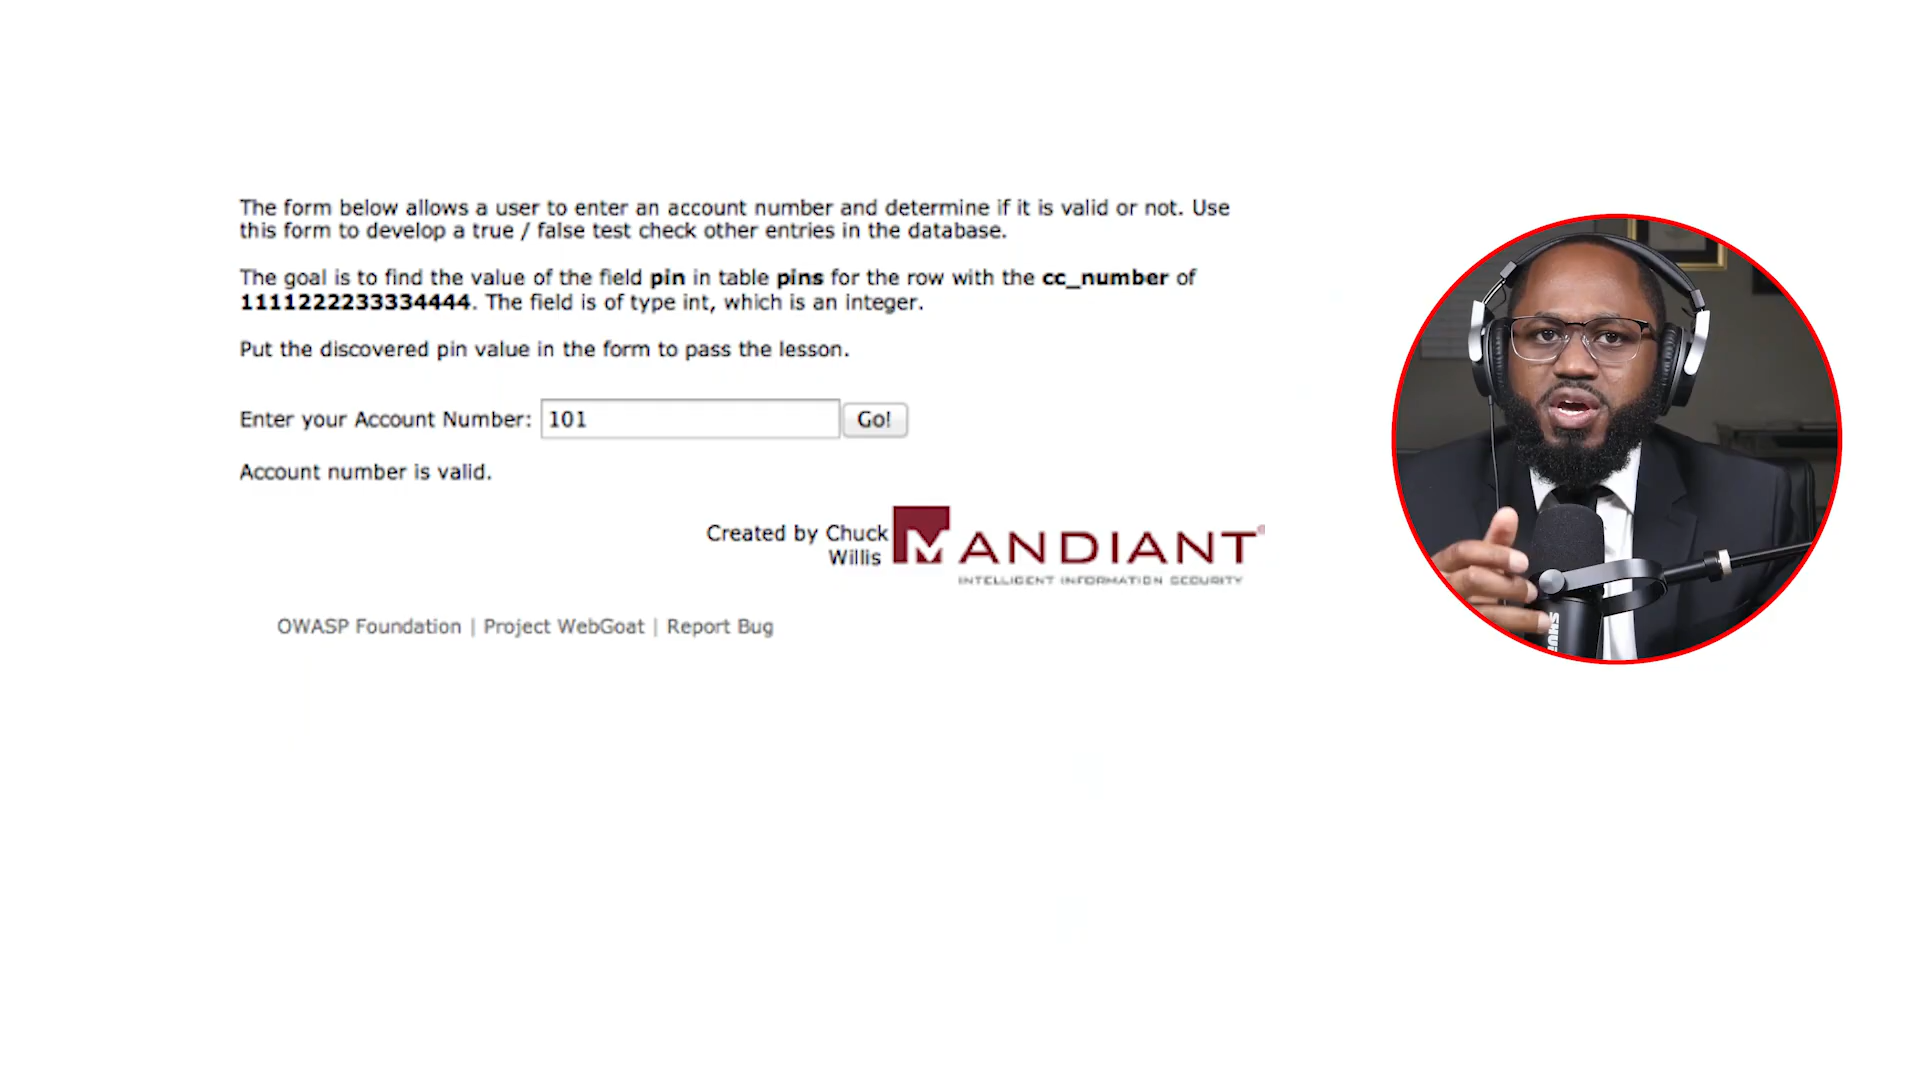 The form below allows a user to enter an account number and determine if it is valid or not. Use
this form to develop a true / false test check other entries in the database.
The goal is to find the value of the field pin in table pins for the row with the cc_number of
1111222233334444. The field is of type int, which is an integer.
Put the discovered pin value in the form to pass the lesson.
Enter your Account Number: 101 Go!
Account number is valid.
Created by Chuck
Willis
MANDIANT®
INTELLIGENT INFORMATION SECURITY
OWASP Foundation | Project WebGoat | Report Bug